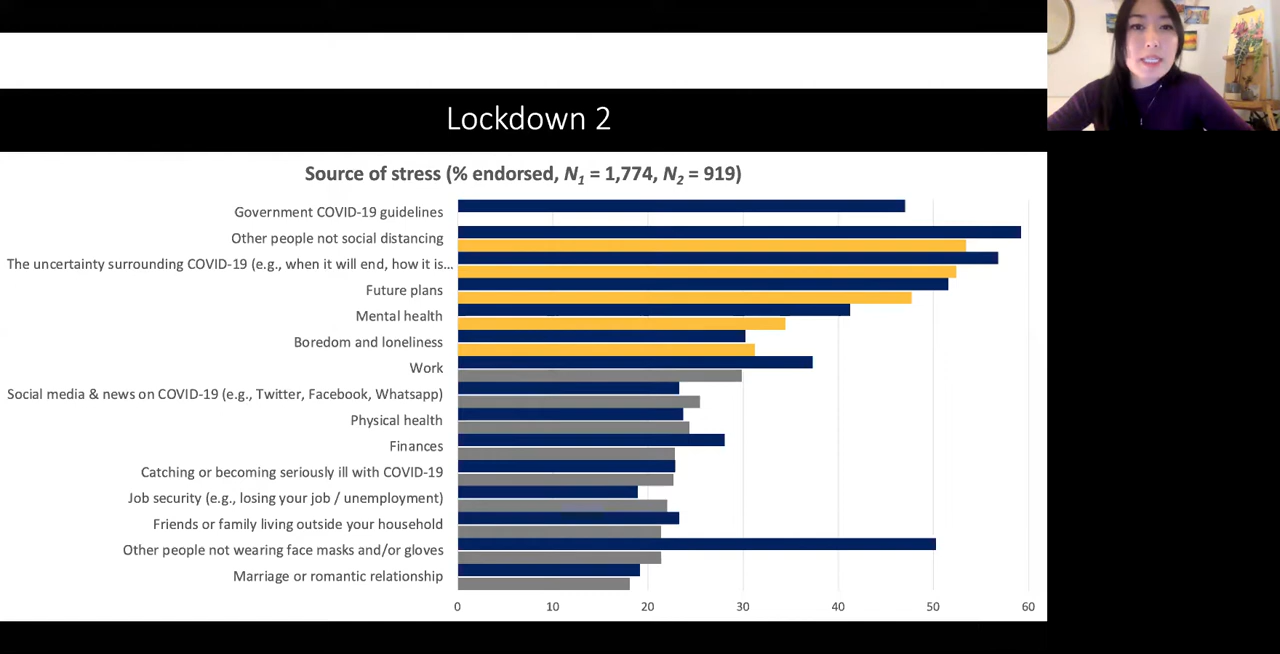 Lockdown 2
Source of stress (% endorsed, N1 = 1,774, N2 = 919)
Government COVID-19 guidelines
Other people not social distancing
The uncertainty surrounding COVID-19 (e.g., when it will end, how it is...
Future plans
Mental health
Boredom and loneliness
Work
Social media & news on COVID-19 (e.g., Twitter, Facebook, Whatsapp)
Physical health
Finances
Catching or becoming seriously ill with COVID-19
Job security (e.g., losing your job / unemployment)
Friends or family living outside your household
Other people not wearing face masks and/or gloves
Marriage or romantic relationship
0 10 20 30 40 50 60